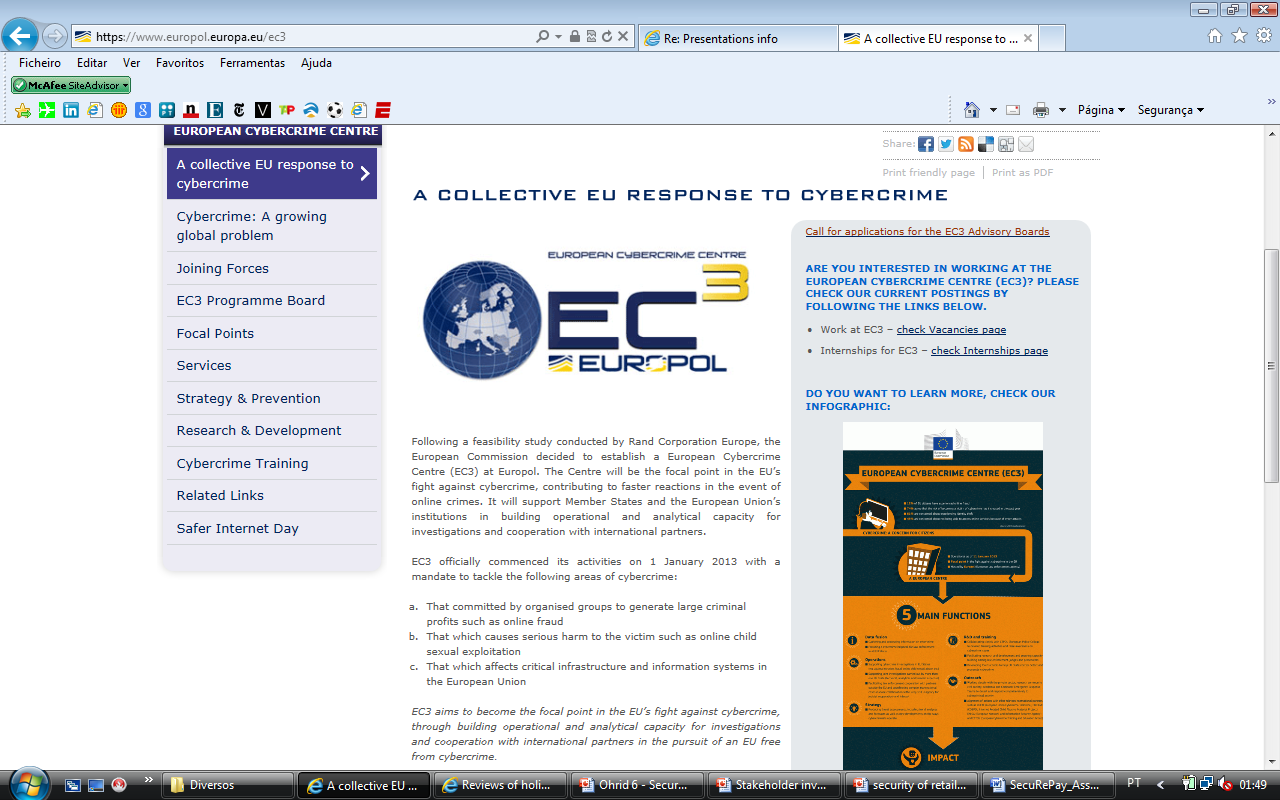 https://www.europol.europa.eu/ec3
Re: Presentations info
A collective EU response to ...
Ficheiro Editar Ver Favoritos Ferramentas Ajuda
McAfee SiteAdvisor
Página Segurança
EUROPEAN CYBERCRIME CENTRE
A collective EU response to
cybercrime
Cybercrime: A growing
global problem
Joining Forces
EC3 Programme Board
Focal Points
Services
Strategy & Prevention
Research & Development
Cybercrime Training
Related Links
Safer Internet Day
Share:
Print friendly page | Print as PDF
A COLLECTIVE EU RESPONSE TO CYBERCRIME
EUROPEAN CYBERCRIME CENTRE
EC3
EUROPOL
Following a feasibility study conducted by Rand Corporation Europe, the
European Commission decided to establish a European Cybercrime
Centre (EC3) at Europol. The Centre will be the focal point in the EU's
fight against cybercrime, contributing to faster reactions in the event of
online crimes. It will support Member States and the European Union's
institutions in building operational and analytical capacity for
investigations and cooperation with international partners.
EC3 officially commenced its activities on 1 January 2013 with a
mandate to tackle the following areas of cybercrime:
a. That committed by organised groups to generate large criminal
profits such as online fraud
b. That which causes serious harm to the victim such as online child
sexual exploitation
c. That which affects critical infrastructure and information systems in
the European Union
EC3 aims to become the focal point in the EU's fight against cybercrime,
through building operational and analytical capacity for investigations
and cooperation with international partners in the pursuit of an EU free
from cybercrime.
Call for applications for the EC3 Advisory Boards
ARE YOU INTERESTED IN WORKING AT THE
EUROPEAN CYBERCRIME CENTRE (EC3)? PLEASE
CHECK OUR CURRENT POSTINGS BY
FOLLOWING THE LINKS BELOW.
• Work at EC3 – check Vacancies page
• Internships for EC3 – check Internships page
DO YOU WANT TO LEARN MORE, CHECK OUR
INFOGRAPHIC:
EUROPEAN CYBERCRIME CENTRE (EC3)
CYBERCRIME A CONCERN FOR CITIZENS
A EUROPEAN CENTRE
5 MAIN FUNCTIONS
Data fusion
Operations
Strategy
R&D and training
Outreach
IMPACT
Diversos
A collective EU ...
Reviews of holi...
Ohrid 6 - Secur...
Stakeholder inv...
security of retail...
SecuRePay_Ass...
PT
01:49